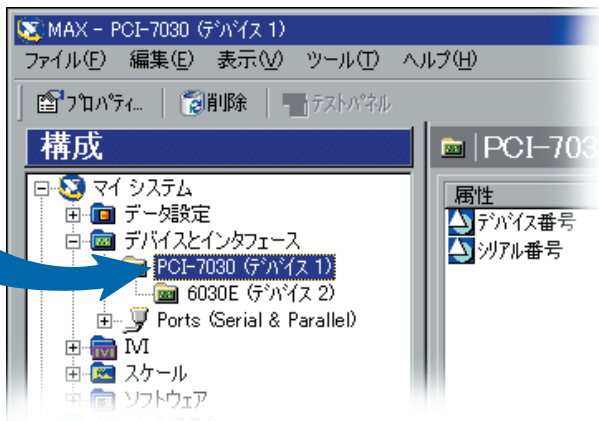 MAX - PCI-7030 (ﾃﾞﾊﾞｲｽ 1)
ファイル(F) 編集(E) 表示(V) ツール(T) ヘルプ(H)
ﾌﾟﾛﾊﾟﾃｨ... 削除 ﾃｽﾄﾊﾟﾈﾙ
構成
PCI-703
マイ システム
データ設定
デバイスとインタフェース
PCI-7030 (ﾃﾞﾊﾞｲｽ 1)
6030E (ﾃﾞﾊﾞｲｽ 2)
Ports (Serial & Parallel)
IVI
スケール
ソフトウェア
属性
ﾃﾞﾊﾞｲｽ番号
ｼﾘｱﾙ番号